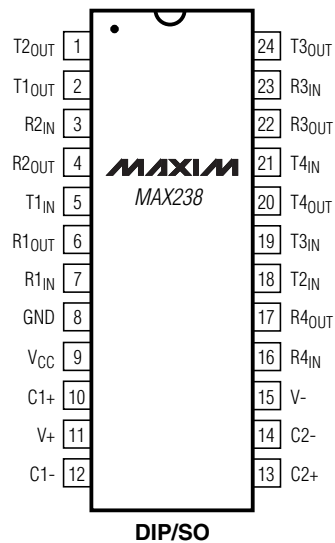 T2OUT 1 24 T3OUT
T1OUT 2 23 R3IN
R2IN 3 22 R3OUT
R2OUT 4 MAXIM 21 T4IN
T1IN 5 MAX238 20 T4OUT
R1OUT 6 19 T3IN
R1IN 7 18 T2IN
GND 8 17 R4OUT
VCC 9 16 R4IN
C1+ 10 15 V-
V+ 11 14 C2-
C1- 12 13 C2+
DIP/SO